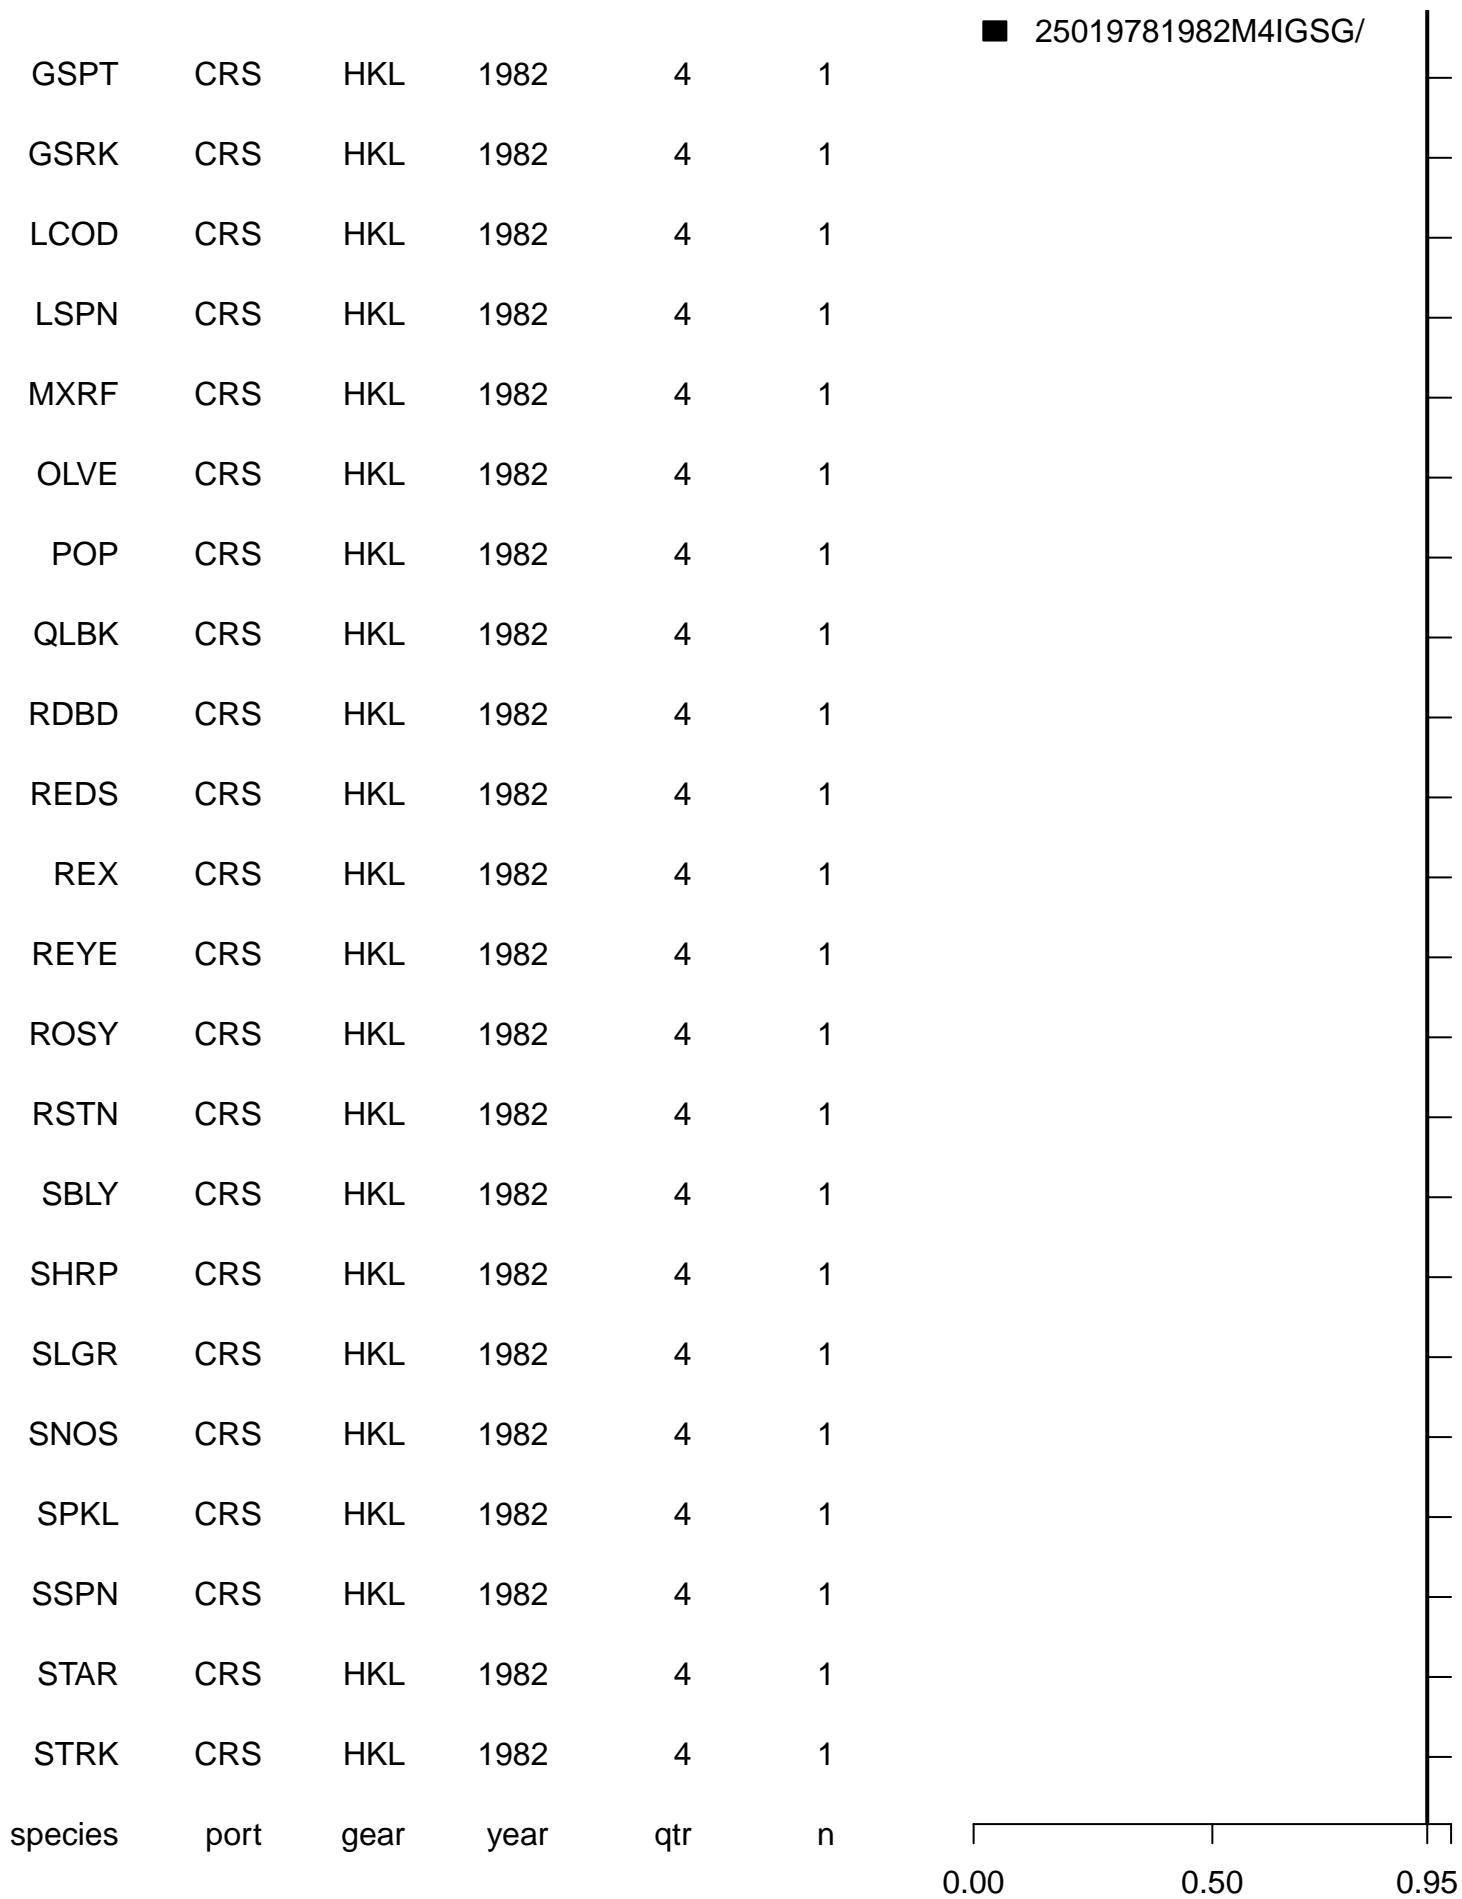 25019781982M4IGSG/
GSPT CRS HKL 1982 4 1
GSRK CRS HKL 1982 4 1
LCOD CRS HKL 1982 4 1
LSPN CRS HKL 1982 4 1
MXRF CRS HKL 1982 4 1
OLVE CRS HKL 1982 4 1
POP CRS HKL 1982 4 1
QLBK CRS HKL 1982 4 1
RDBD CRS HKL 1982 4 1
REDS CRS HKL 1982 4 1
REX CRS HKL 1982 4 1
REYE CRS HKL 1982 4 1
ROSY CRS HKL 1982 4 1
RSTN CRS HKL 1982 4 1
SBLY CRS HKL 1982 4 1
SHRP CRS HKL 1982 4 1
SLGR CRS HKL 1982 4 1
SNOS CRS HKL 1982 4 1
SPKL CRS HKL 1982 4 1
SSPN CRS HKL 1982 4 1
STAR CRS HKL 1982 4 1
STRK CRS HKL 1982 4 1
species port gear year qtr n
0.00 0.50 0.95